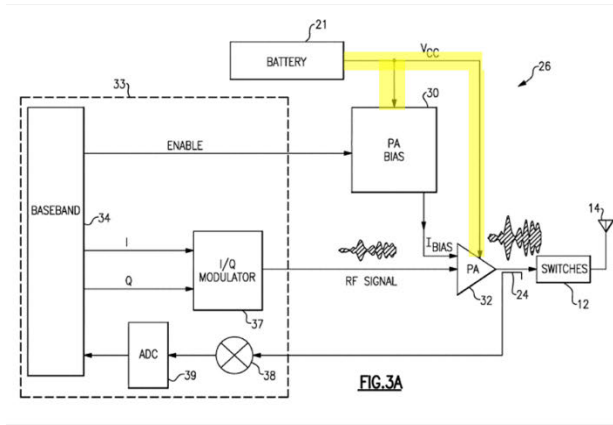 21
BATTERY
VCC
26
33
30
ENABLE
PA
BIAS
BASEBAND
34
14
I
I/Q
MODULATOR
IBIAS
PA
SWITCHES
Q
RF SIGNAL
32
24
12
37
ADC
39
38
FIG.3A